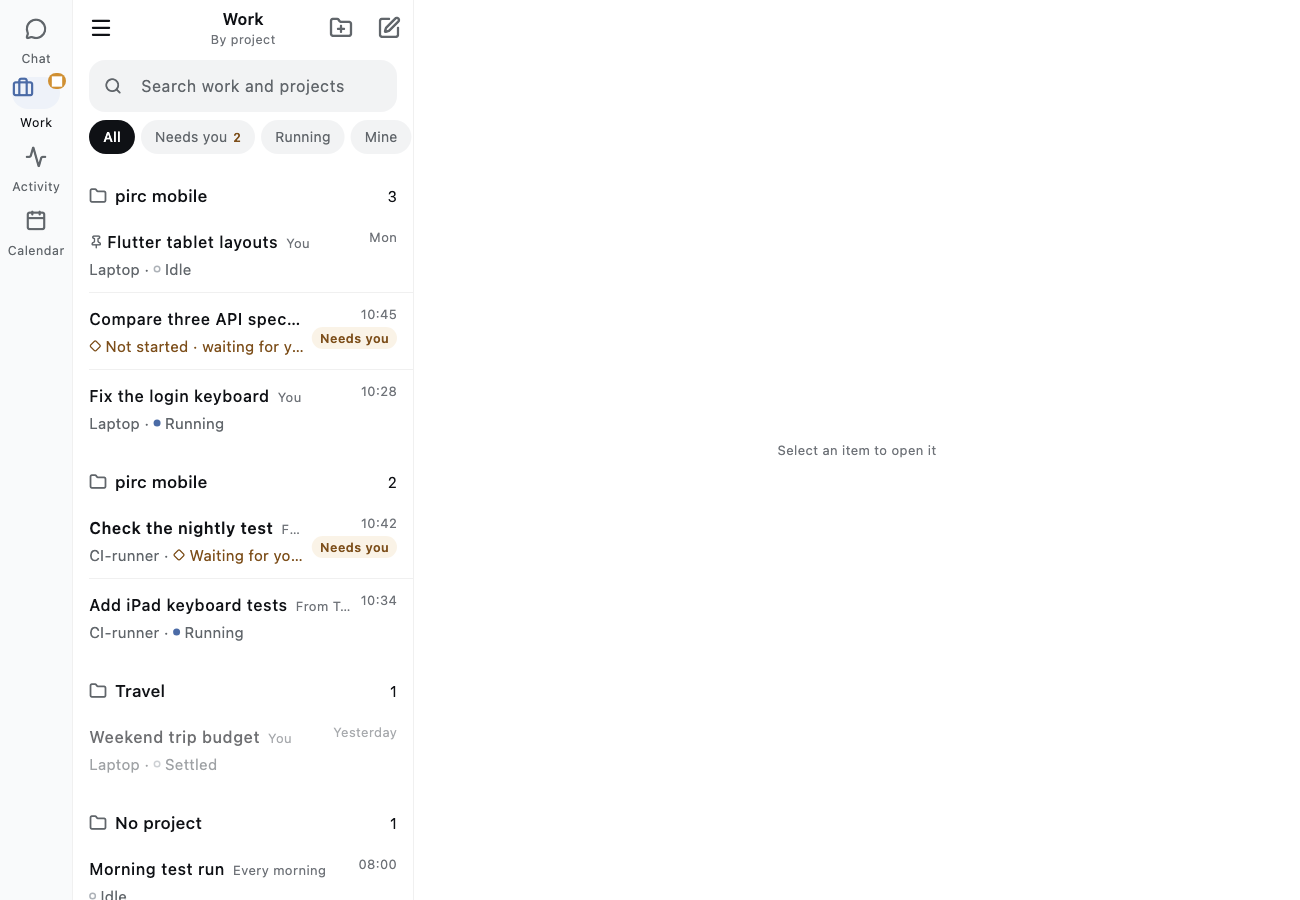 Chat
Work
Activity
Calendar
Work
By project
Search work and projects
All
Needs you 2
Running
Mine
pirc mobile 3
Flutter tablet layouts You Mon
Laptop · Idle
Compare three API spec... 10:45
Not started · waiting for y... Needs you
Fix the login keyboard You 10:28
Laptop · Running
pirc mobile 2
Check the nightly test F... 10:42
CI-runner · Waiting for yo... Needs you
Add iPad keyboard tests From T... 10:34
CI-runner · Running
Travel 1
Weekend trip budget You Yesterday
Laptop · Settled
No project 1
Morning test run Every morning 08:00
Idle
Select an item to open it